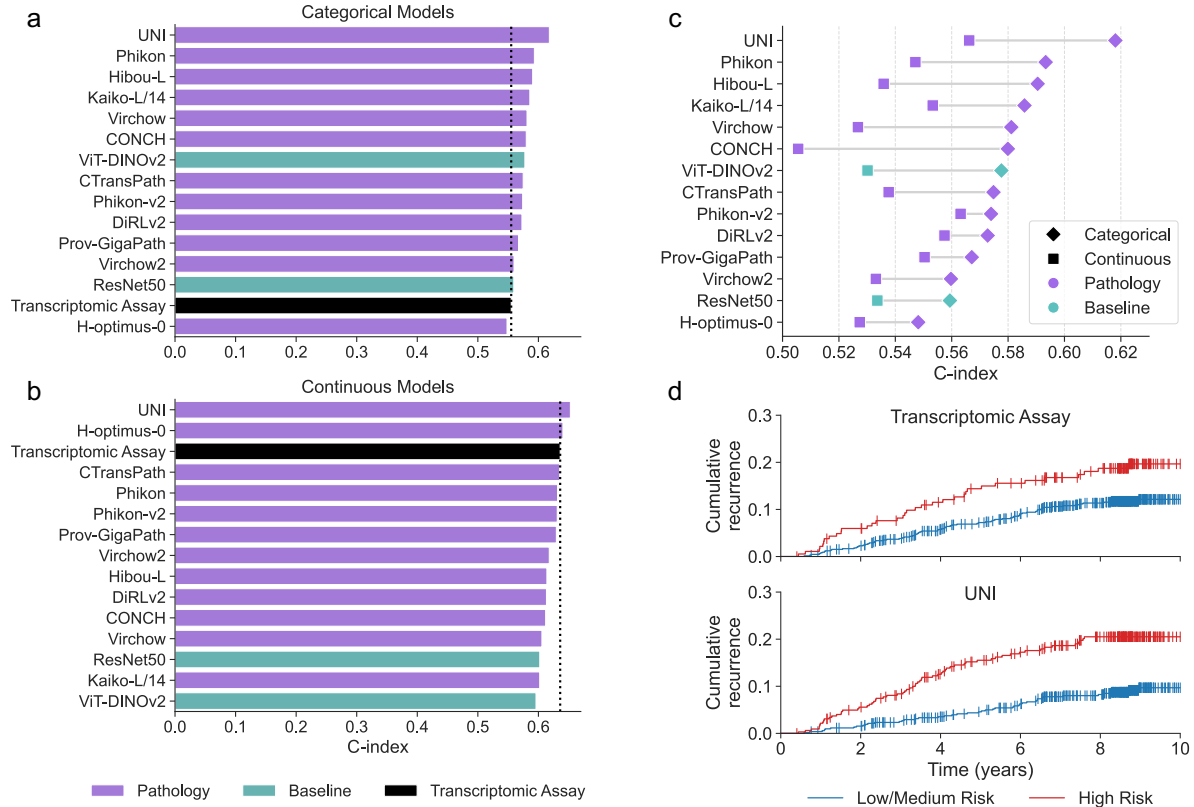 a
Categorical Models
UNI
Phikon
Hibou-L
Kaiko-L/14
Virchow
CONCH
ViT-DINOv2
CTransPath
Phikon-v2
DiRLv2
Prov-GigaPath
Virchow2
ResNet50
Transcriptomic Assay
H-optimus-0
0.0 0.1 0.2 0.3 0.4 0.5 0.6
b
Continuous Models
UNI
H-optimus-0
Transcriptomic Assay
CTransPath
Phikon
Phikon-v2
Prov-GigaPath
Virchow2
Hibou-L
DiRLv2
CONCH
Virchow
ResNet50
Kaiko-L/14
ViT-DINOv2
0.0 0.1 0.2 0.3 0.4 0.5 0.6
C-index
Pathology Baseline Transcriptomic Assay
c
UNI
Phikon
Hibou-L
Kaiko-L/14
Virchow
CONCH
ViT-DINOv2
CTransPath
Phikon-v2
DiRLv2
Prov-GigaPath
Virchow2
ResNet50
H-optimus-0
Categorical
Continuous
Pathology
Baseline
0.50 0.52 0.54 0.56 0.58 0.60 0.62
C-index
d
Transcriptomic Assay
Cumulative
recurrence
0.3
0.2
0.1
0.0
UNI
Cumulative
recurrence
0.3
0.2
0.1
0.0
0 2 4 6 8 10
Time (years)
Low/Medium Risk High Risk